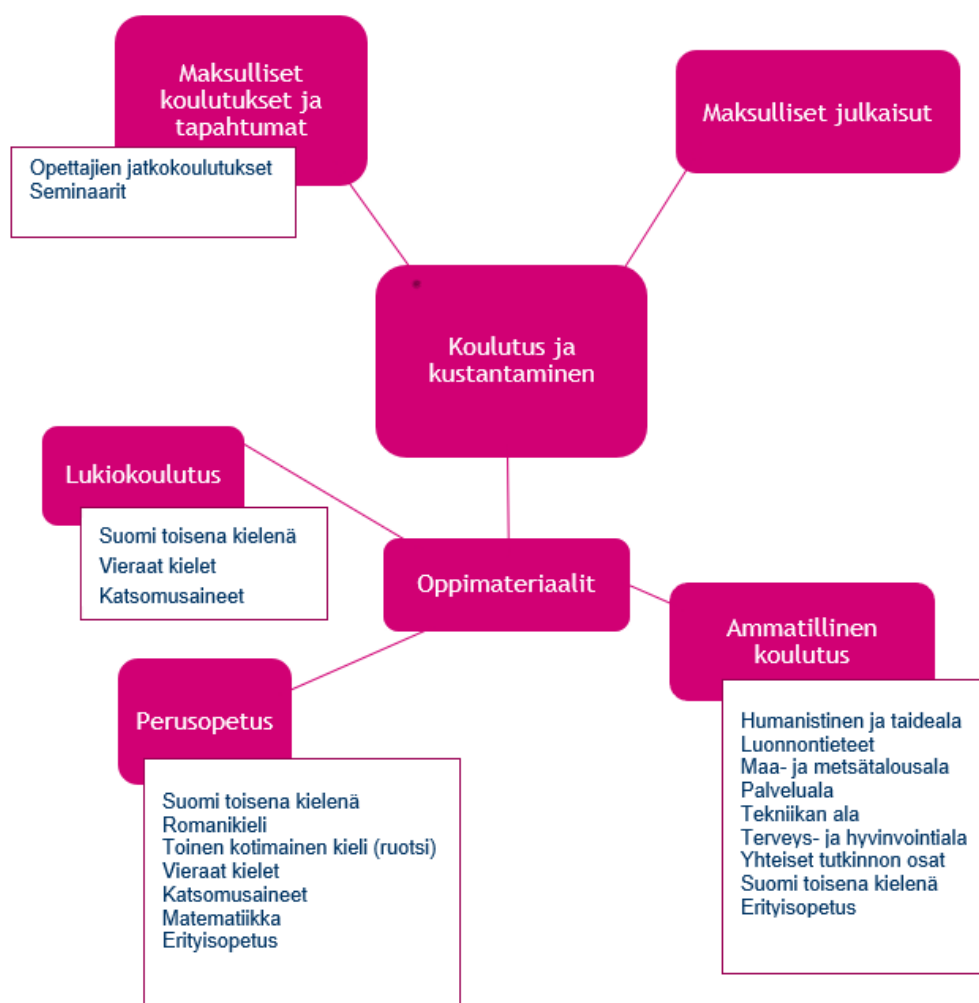 Maksulliset
koulutukset ja
tapahtumat
Opettajien jatkokoulutukset
Seminaarit
Maksulliset julkaisut
Koulutus ja
kustantaminen
Lukiokoulutus
Suomi toisena kielenä
Vieraat kielet
Katsomusaineet
Oppimateriaalit
Ammatillinen
koulutus
Humanistinen ja taideala
Luonnontieteet
Maa- ja metsätalousala
Palveluala
Tekniikan ala
Terveys- ja hyvinvointiala
Yhteiset tutkinnon osat
Suomi toisena kielenä
Erityisopetus
Perusopetus
Suomi toisena kielenä
Romanikieli
Toinen kotimainen kieli (ruotsi)
Vieraat kielet
Katsomusaineet
Matematiikka
Erityisopetus